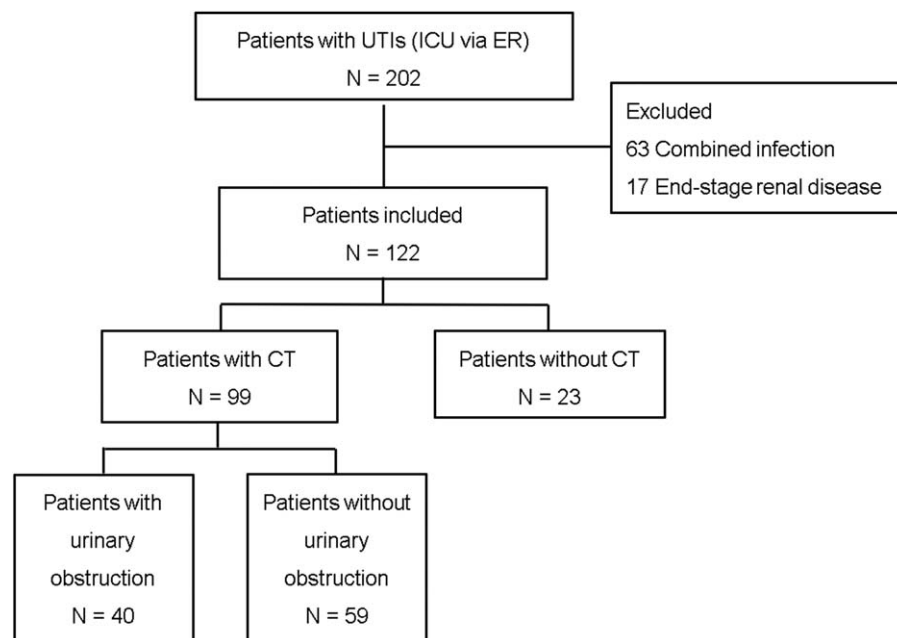 Patients with UTIs (ICU via ER)
N = 202
Excluded
63 Combined infection
17 End-stage renal disease
Patients included
N = 122
Patients with CT
N = 99
Patients without CT
N = 23
Patients with
urinary
obstruction
N = 40
Patients without
urinary
obstruction
N = 59